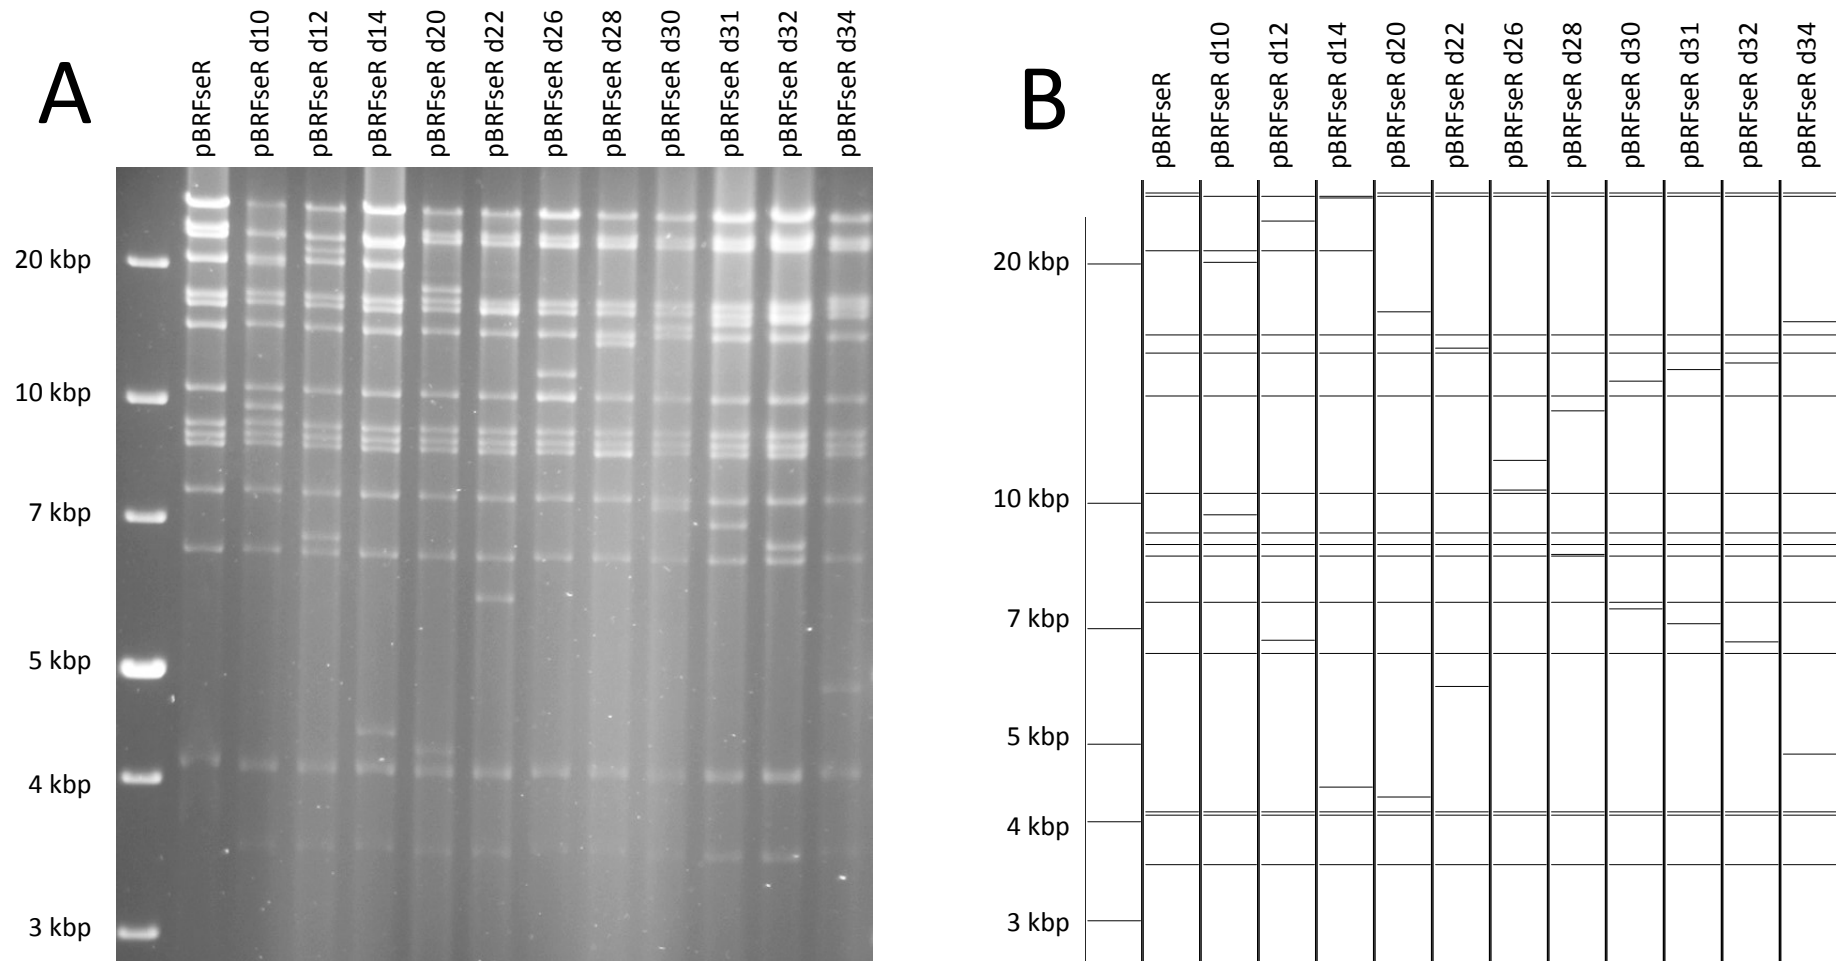 A
pBRFseR
pBRFseR d10
pBRFseR d12
pBRFseR d14
pBRFseR d20
pBRFseR d22
pBRFseR d26
pBRFseR d28
pBRFseR d30
pBRFseR d31
pBRFseR d32
pBRFseR d34
20 kbp
10 kbp
7 kbp
5 kbp
4 kbp
3 kbp
B
pBRFseR
pBRFseR d10
pBRFseR d12
pBRFseR d14
pBRFseR d20
pBRFseR d22
pBRFseR d26
pBRFseR d28
pBRFseR d30
pBRFseR d31
pBRFseR d32
pBRFseR d34
20 kbp
10 kbp
7 kbp
5 kbp
4 kbp
3 kbp